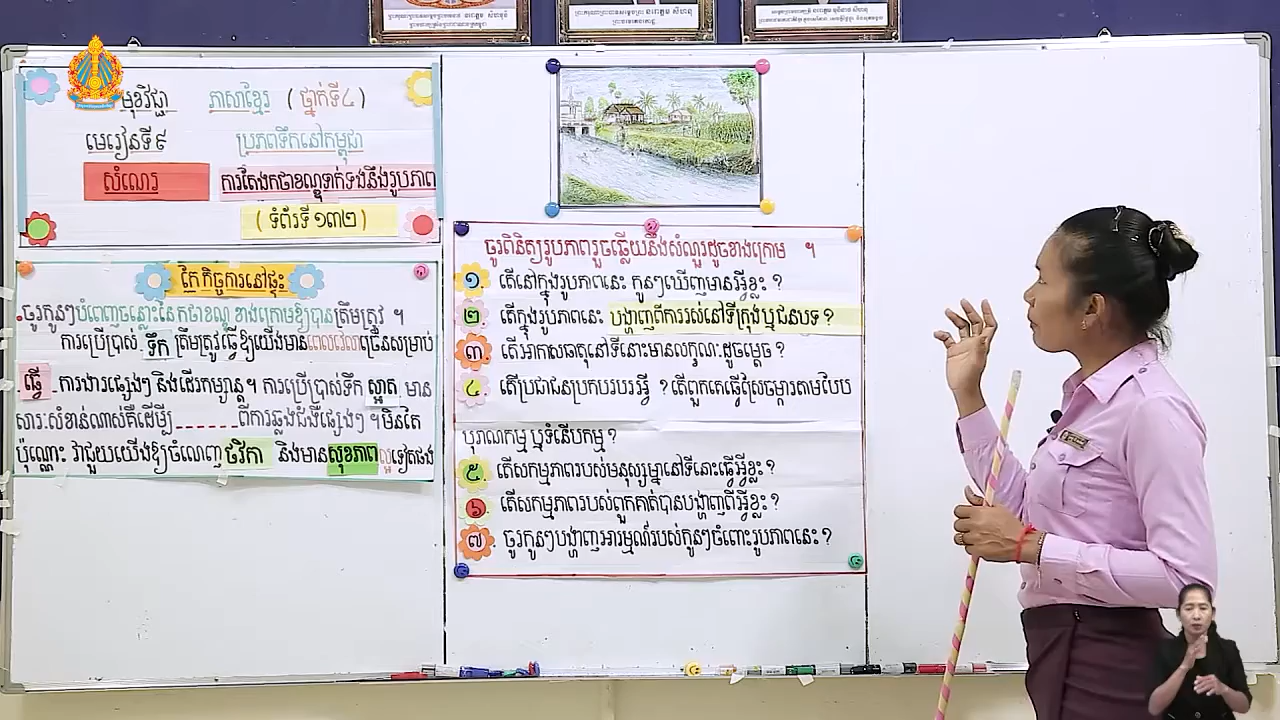 មុខវិជ្ជា ភាសាខ្មែរ ( ថ្នាក់ទី៤ )
មេរៀនទី៩ ប្រភពទឹកនៅកម្ពុជា
សំណេរ ការតែងកថាខណ្ឌទាក់ទងនឹងរូបភាព
( ទំព័រទី ១៣២ )
កែកិច្ចការនៅផ្ទះ
ចូរកូនៗបំពេញចន្លោះនៃកថាខណ្ឌ ខាងក្រោមឱ្យបានត្រឹមត្រូវ ។
ការប្រើប្រាស់ ទឹក ត្រឹមត្រូវធ្វើឱ្យយើងមានពេលវេលាច្រើនសម្រាប់
ធ្វើ ការងារផ្សេងៗ និងដើរកម្សាន្ត។ ការប្រើប្រាស់ទឹក ស្អាត មាន
សារៈសំខាន់ណាស់គឺដើម្បី ______ ពីការឆ្លងជំងឺផ្សេងៗ ។មិនតែ
ប៉ុណ្ណោះ វាជួយយើងឱ្យចំណេញថវិកា និងមានសុខភាពល្អទៀតផង
ចូរពិនិត្យរូបភាពរួចឆ្លើយនឹងសំណួរដូចខាងក្រោម ។
១ តើនៅក្នុងរូបភាពនេះ កូនៗឃើញមានអ្វីខ្លះ ?
២ តើក្នុងរូបភាពនេះ បង្ហាញពីការរស់នៅទីក្រុងឬជនបទ ?
៣. តើអាកាសធាតុនៅទីនោះមានលក្ខណៈដូចម្តេច ?
៤. តើប្រជាជនប្រកបរបរអ្វី ? តើពួកគេធ្វើស្រែចម្ការតាមបែប
បុរាណកម្ម ឬទំនើបកម្ម ?
៥. តើសកម្មភាពរបស់មនុស្សម្នានៅទីនោះធ្វើអ្វីខ្លះ ?
៦. តើសកម្មភាពរបស់ពួកគាត់បានបង្ហាញពីអ្វីខ្លះ ?
៧. ចូរកូនៗបង្ហាញអារម្មណ៍របស់កូនៗចំពោះរូបភាពនេះ ?